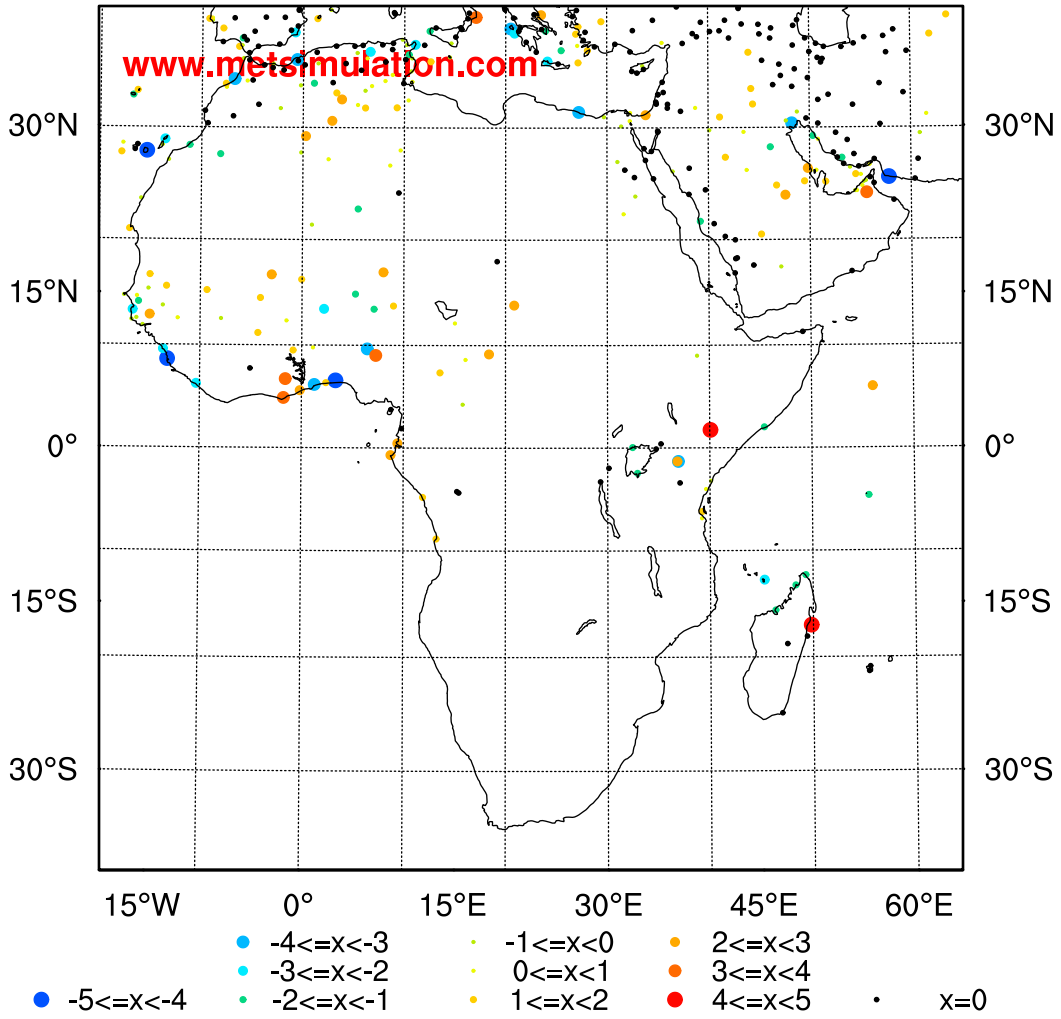 www.metsimulation.com
30°N 30°N
15°N 15°N
0° 0°
15°S 15°S
30°S 30°S
15°W 0° 15°E 30°E 45°E 60°E
-4<=x<-3 -1<=x<0 2<=x<3
-3<=x<-2 0<=x<1 3<=x<4
-5<=x<-4 -2<=x<-1 1<=x<2 4<=x<5 x=0